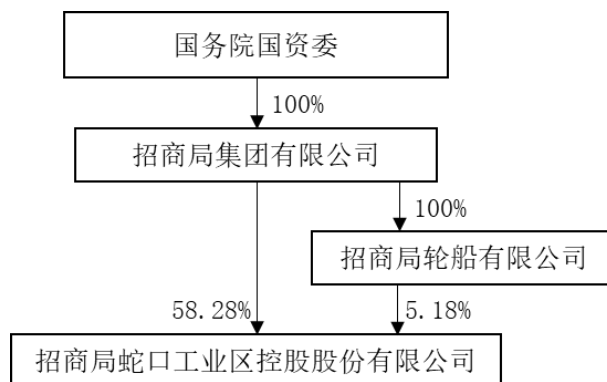 国务院国资委
100%
招商局集团有限公司
100%
招商局轮船有限公司
58.28%
5.18%
招商局蛇口工业区控股股份有限公司